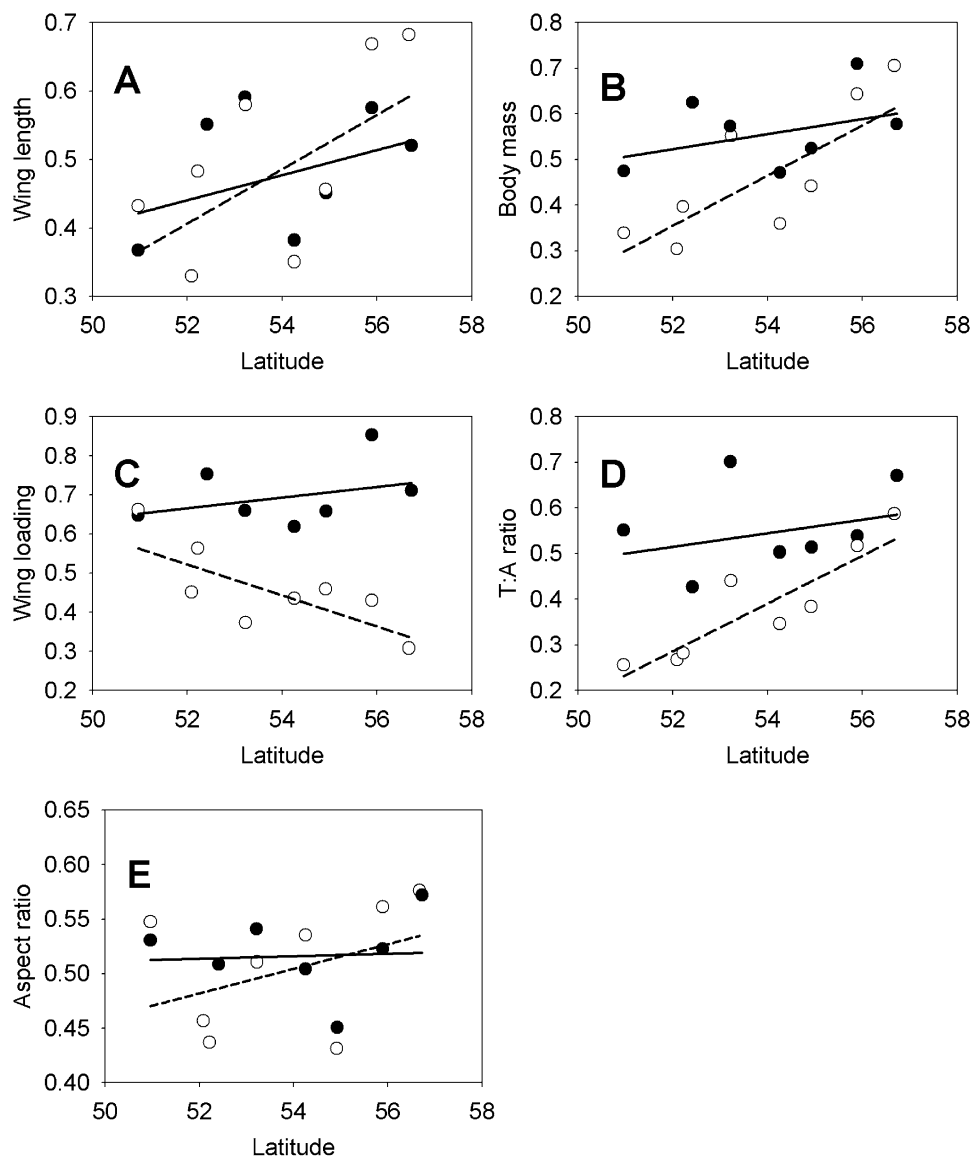 A
Wing length
0.7
0.6
0.5
0.4
0.3
50 52 54 56 58
Latitude
B
Body mass
0.8
0.7
0.6
0.5
0.4
0.3
0.2
50 52 54 56 58
Latitude
C
Wing loading
0.9
0.8
0.7
0.6
0.5
0.4
0.3
0.2
50 52 54 56 58
Latitude
D
T:A ratio
0.8
0.7
0.6
0.5
0.4
0.3
0.2
50 52 54 56 58
Latitude
E
Aspect ratio
0.65
0.60
0.55
0.50
0.45
0.40
50 52 54 56 58
Latitude